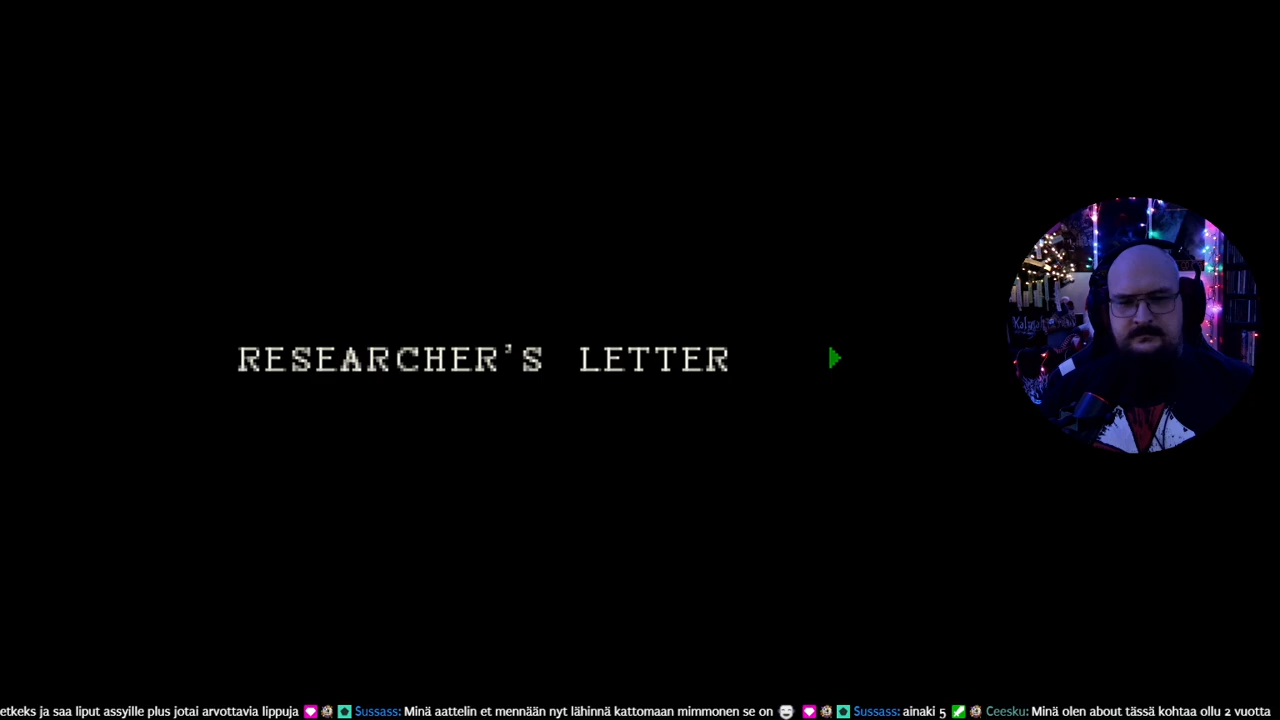 RESEARCHER'S LETTER
etkeks ja saa liput assyille plus jotai arvottavia lippuja Sussass: Minä aattelin et mennään nyt lähinnä kattomaan mimmonen se on Sussass: ainaki 5 Ceesku: Minä olen about tässä kohtaa ollu 2 vuotta